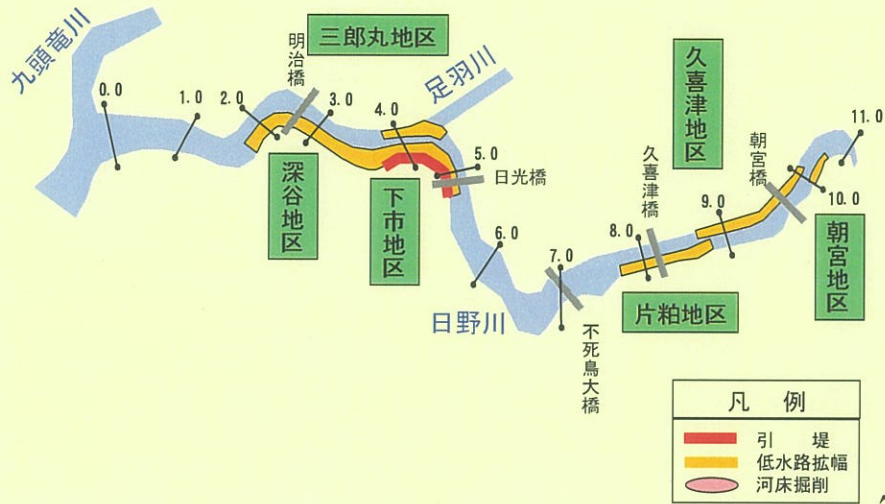 九頭竜川
0.0
1.0
2.0
明治橋
三郎丸地区
3.0
4.0
足羽川
5.0
日光橋
深谷地区
下市地区
6.0
日野川
7.0
不死鳥大橋
8.0
久喜津橋
久喜津地区
9.0
朝宮橋
10.0
11.0
朝宮地区
片粕地区
凡 例
引 堤
低水路拡幅
河床掘削